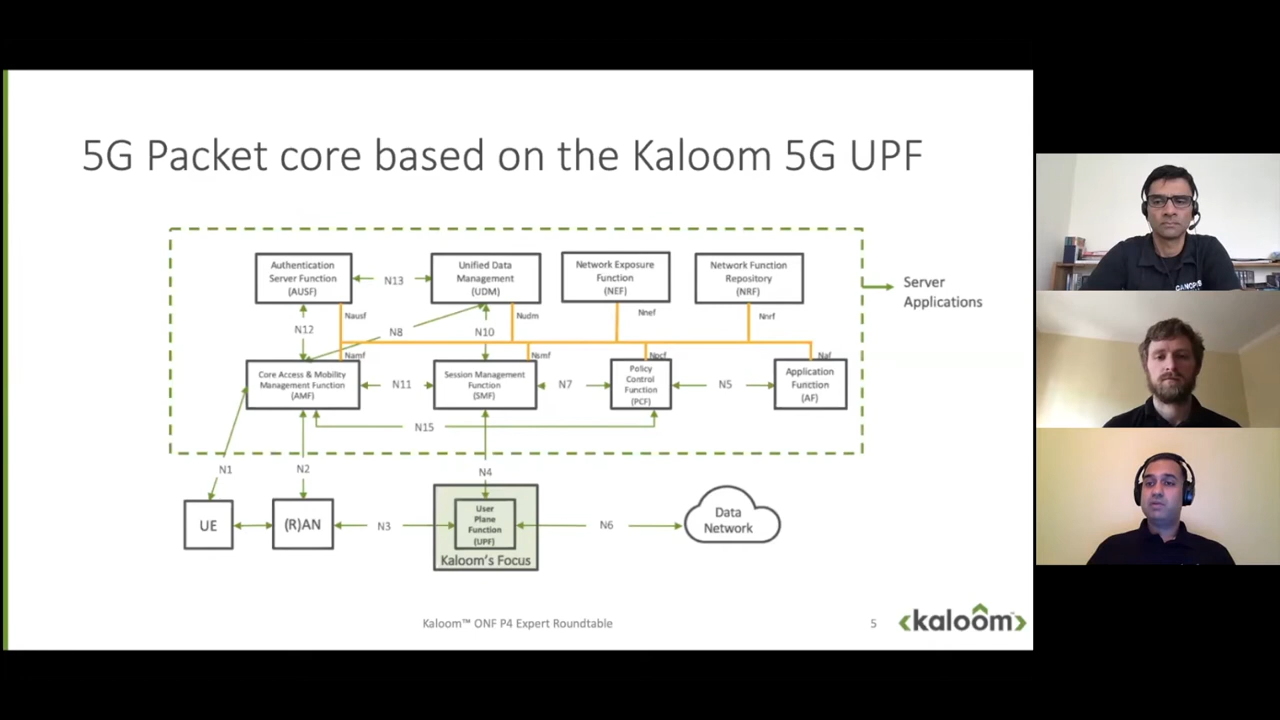 5G Packet core based on the Kaloom 5G UPF
Authentication
Server Function
(AUSF)
N13
Unified Data
Management
(UDM)
Network Exposure
Function
(NEF)
Network Function
Repository
(NRF)
Server
Applications
Nausf
Nudm
Nnef
Nnrf
N12
N8
N10
Namf
Nsmf
Npcf
Naf
Core Access & Mobility
Management Function)
(AMF)
N11
Session Management
Function)
(SMF)
N7
Policy
Control
Function)
(PCF)
N5
Application
Function)
(AF)
N15
N1
N2
N4
UE
(R)AN
N3
User
Plane
Function)
(UPF)
Kaloom's Focus
N6
Data
Network
Kaloom™ ONF P4 Expert Roundtable
5
kaloom™